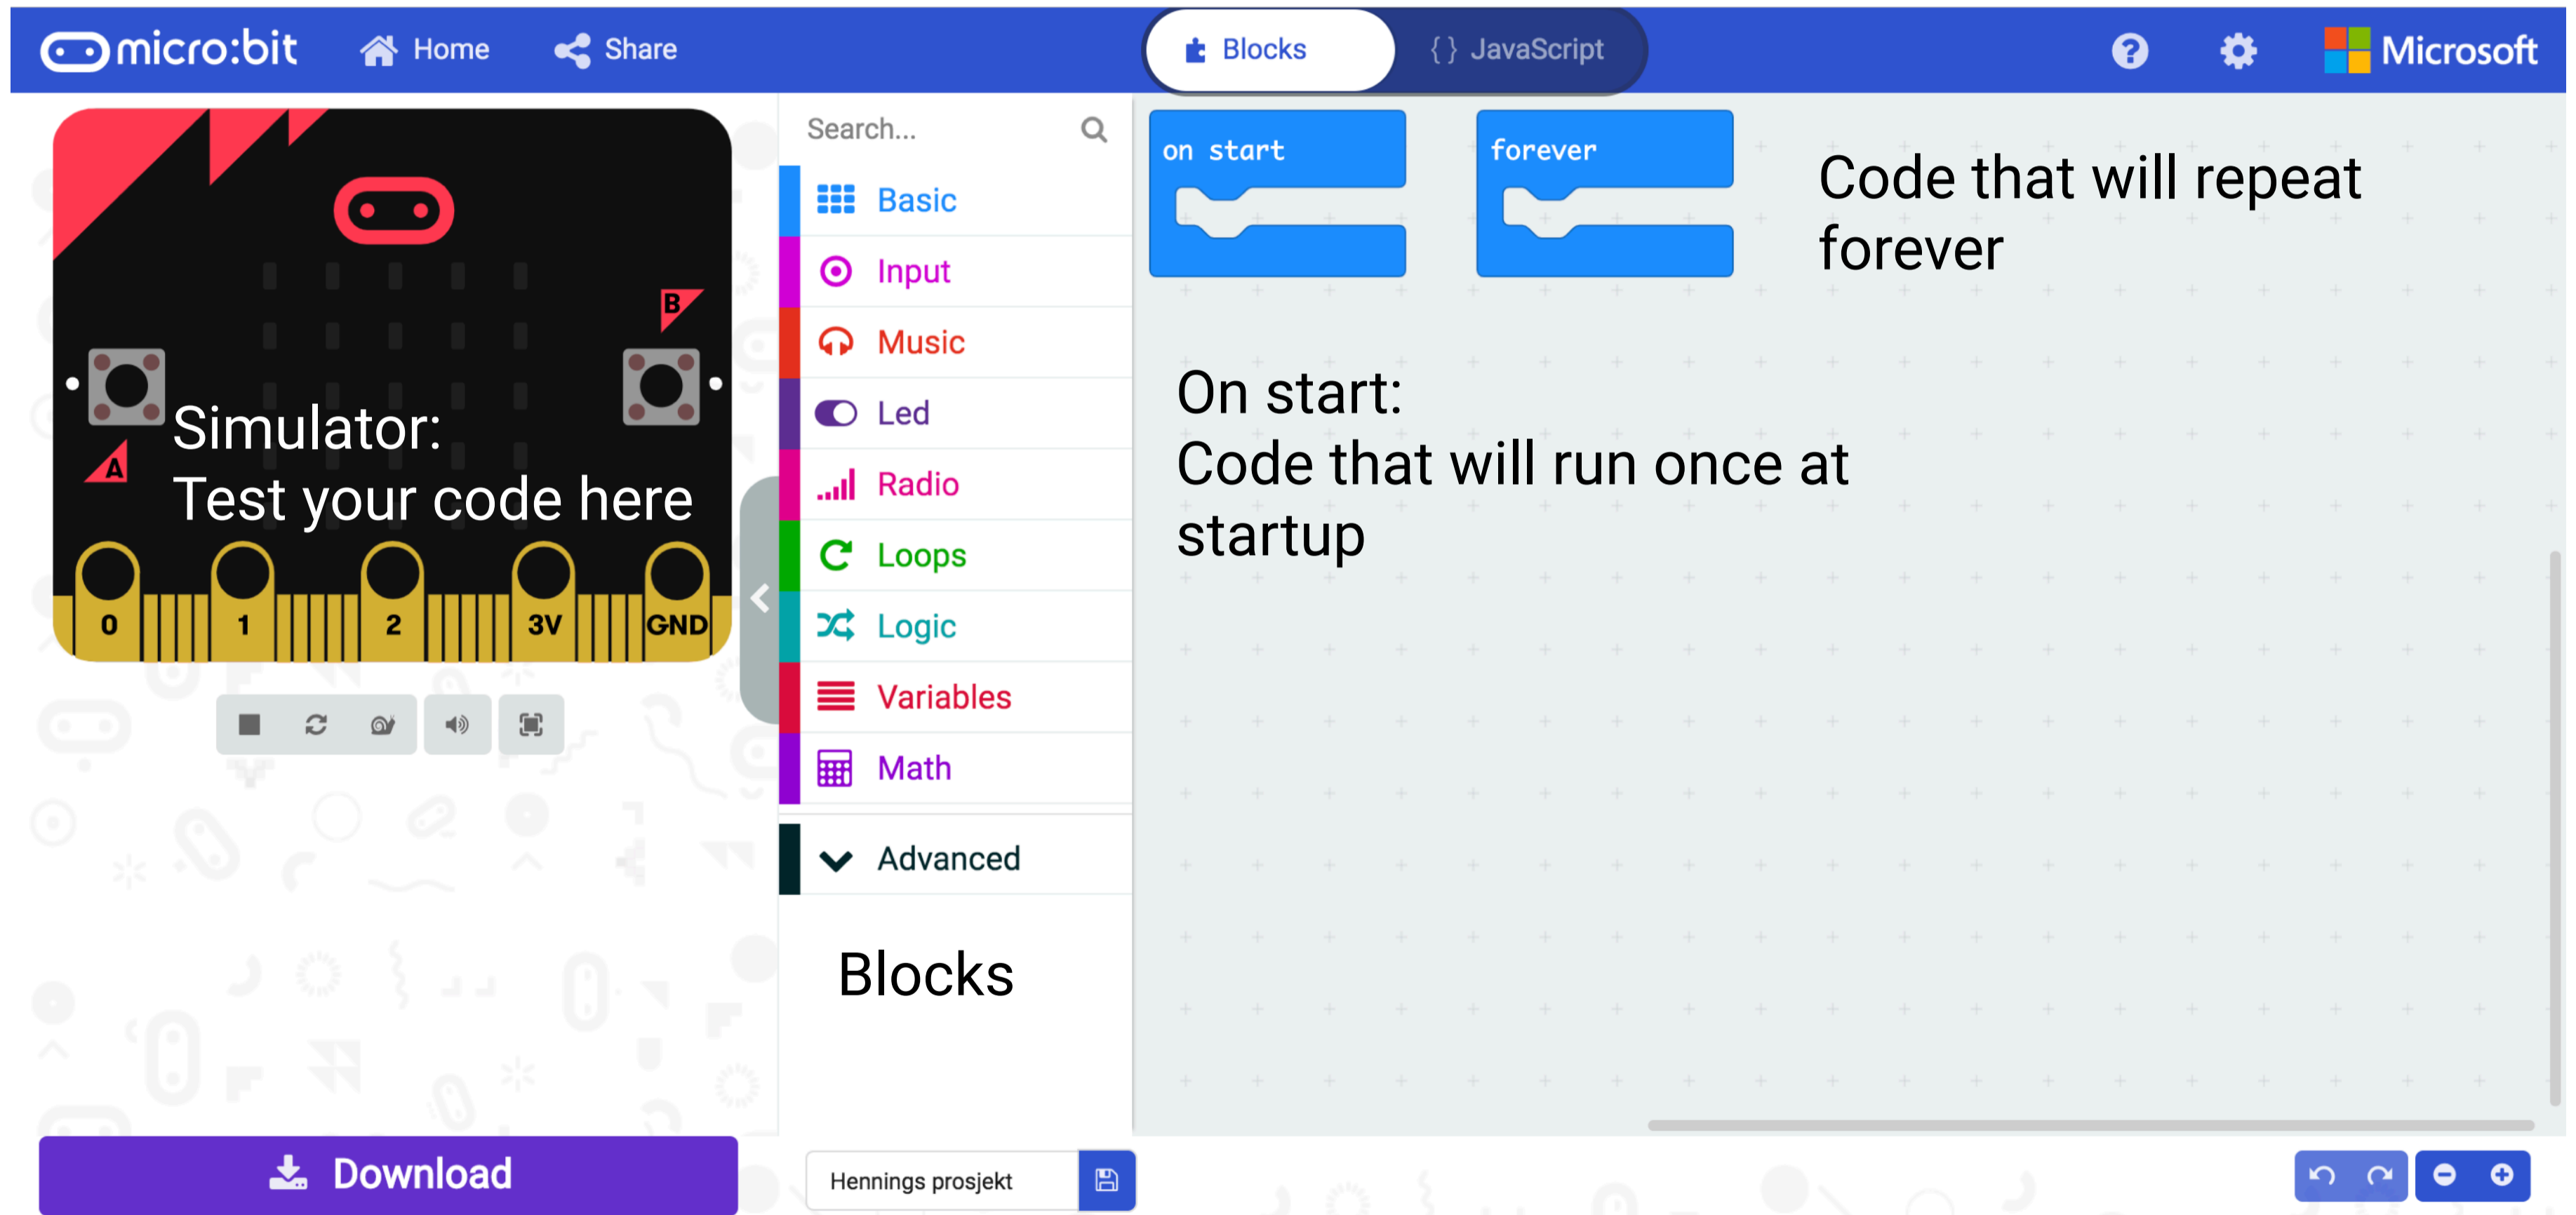 micro:bit
Home
Share
Blocks
{ } JavaScript
?
Microsoft
B
A
Simulator:
Test your code here
0
1
2
3V
GND
Search...
Basic
Input
Music
Led
Radio
Loops
Logic
Variables
Math
Advanced
Blocks
on start
forever
Code that will repeat
forever
On start:
Code that will run once at
startup
Download
Hennings prosjekt